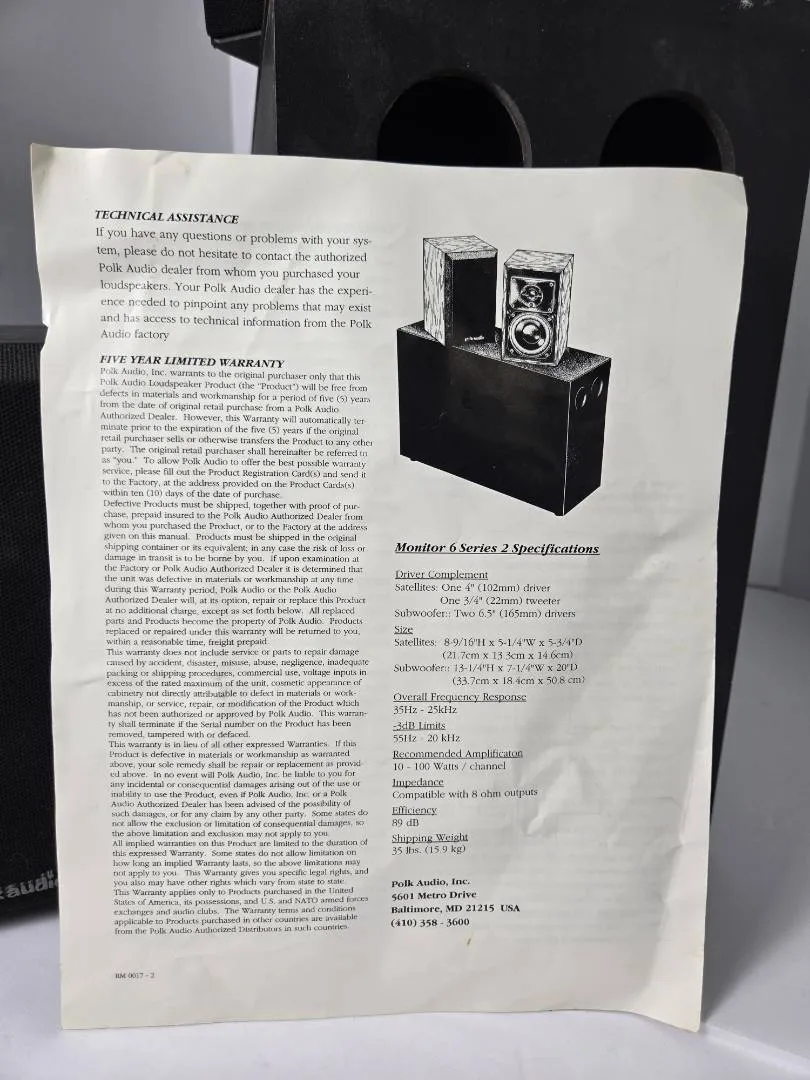 TECHNICAL ASSISTANCE
If you have any questions or problems with your sys-
tem, please do not hesitate to contact the authorized
Polk Audio dealer from whom you purchased your
loudspeakers. Your Polk Audio dealer has the experi-
ence needed to pinpoint any problems that may exist
and has access to technical information from the Polk
Audio factory
FIVE YEAR LIMITED WARRANTY
Polk Audio, Inc. warrants to the original purchaser only that this
Polk Audio Loudspeaker Product (the "Product") will be free from
defects in materials and workmanship for a period of five (5) years
from the date of original retail purchase from a Polk Audio
Authorized Dealer. However, this Warranty will automatically ter-
minate prior to the expiration of the five (5) years if the original
retail purchaser sells or otherwise transfers the Product to any other
party. The original retail purchaser shall hereinafter be referred to
as "you." To allow Polk Audio to offer the best possible warranty
service, please fill out the Product Registration Card(s) and send it
to the Factory, at the address provided on the Product Cards(s)
within ten (10) days of the date of purchase.
Defective Products must be shipped, together with proof of pur-
chase, prepaid insured to the Polk Audio Authorized Dealer from
whom you purchased the Product, or to the Factory at the address
given on this manual. Products must be shipped in the original
shipping container or its equivalent; in any case the risk of loss or
damage in transit is to be borne by you. If upon examination at
the Factory or Polk Audio Authorized Dealer it is determined that
the unit was defective in materials or workmanship at any time
during this Warranty period, Polk Audio or the Polk Audio
Authorized Dealer will, at its option, repair or replace this Product
at no additional charge, except as set forth below. All replaced
parts and Products become the property of Polk Audio. Products
replaced or repaired under this warranty will be returned to you,
within a reasonable time, freight prepaid.
This warranty does not include service or parts to repair damage
caused by accident, disaster, misuse, abuse, negligence, inadequate
packing or shipping procedures, commercial use, voltage inputs in
excess of the rated maximum of the unit, cosmetic appearance of
cabinetry not directly attributable to defect in materials or work-
manship, or service, repair, or modification of the Product which
has not been authorized or approved by Polk Audio. This warran-
ty shall terminate if the Serial number on the Product has been
removed, tampered with or defaced.
This warranty is in lieu of all other expressed Warranties. If this
Product is defective in materials or workmanship as warranted
above, your sole remedy shall be repair or replacement as provid-
ed above. In no event will Polk Audio, Inc. be liable to you for
any incidental or consequential damages arising out of the use or
inability to use the Product, even if Polk Audio, Inc. or a Polk
Audio Authorized Dealer has been advised of the possibility of
such damages, or for any claim by any other party. Some states do
not allow the exclusion or limitation of consequential damages, so
the above limitation and exclusion may not apply to you.
All implied warranties on this Product are limited to the duration of
this expressed Warranty. Some states do not allow limitation on
how long an implied Warranty lasts, so the above limitations may
not apply to you. This Warranty gives you specific legal rights, and
you also may have other rights which vary from state to state.
This Warranty applies only to Products purchased in the United
States of America, its possessions, and U.S. and NATO armed forces
exchanges and audio clubs. The Warranty terms and conditions
applicable to Products purchased in other countries are available
from the Polk Audio Authorized Distributors in such countries.
RM 0017 - 2
Monitor 6 Series 2 Specifications
Driver Complement
Satellites: One 4" (102mm) driver
One 3/4" (22mm) tweeter
Subwoofer:: Two 6.5" (165mm) drivers
Size
Satellites: 8-9/16"H x 5-1/4"W x 5-3/4"D
(21.7cm x 13.3cm x 14.6cm)
Subwoofer:: 13-1/4"H x 7-1/4"W x 20"D
(33.7cm x 18.4cm x 50.8 cm)
Overall Frequency Response
35Hz - 25kHz
-3dB Limits
55Hz - 20 kHz
Recommended Amplificaton
10 - 100 Watts / channel
Impedance
Compatible with 8 ohm outputs
Efficiency
89 dB
Shipping Weight
35 lbs. (15.9 kg)
Polk Audio, Inc.
5601 Metro Drive
Baltimore, MD 21215 USA
(410) 358 - 3600
audio